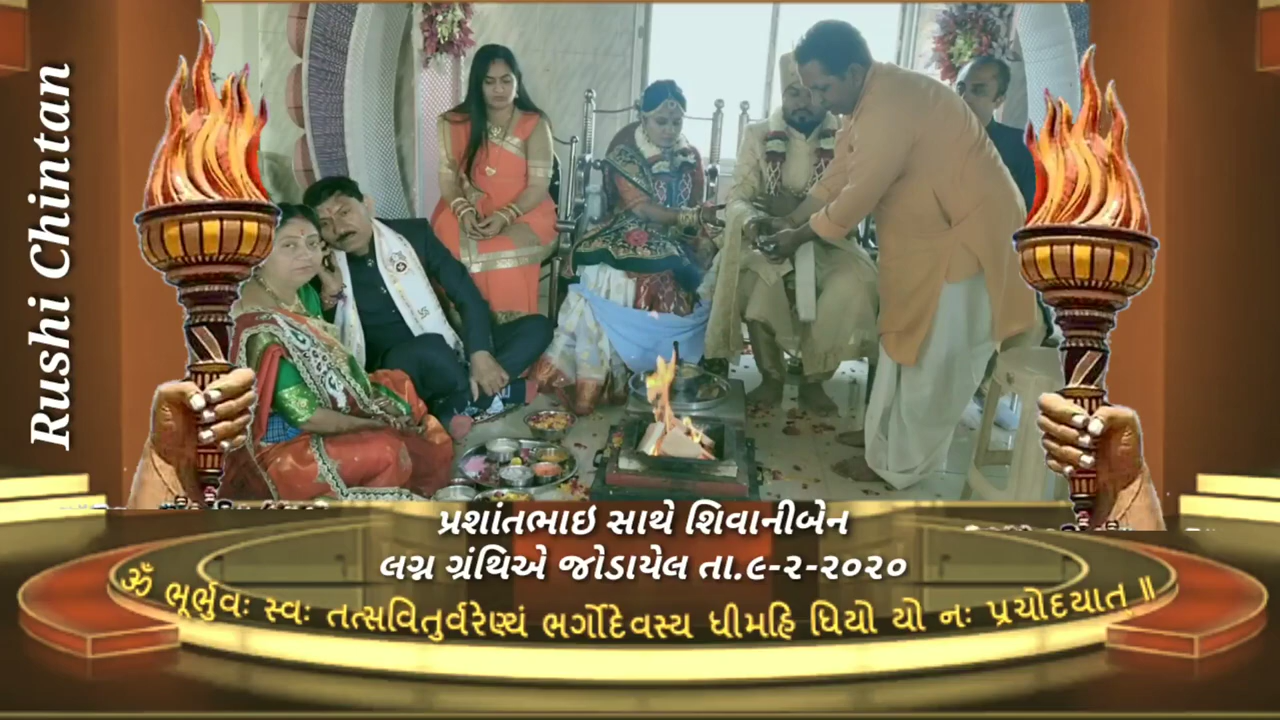 Rushi Chintan
પ્રશાંતભાઇ સાથે શિવાનીબેન
લગ્ન ગ્રંથિએ જોડાયેલ તા.૯-૨-૨૦૨૦
ૐ ભૂર્ભુવઃ સ્વઃ તત્સવિતુર્વરેણ્યં ભર્ગોદેવસ્ય ધીમહિ ધિયો યો નઃ પ્રચોદયાત ॥